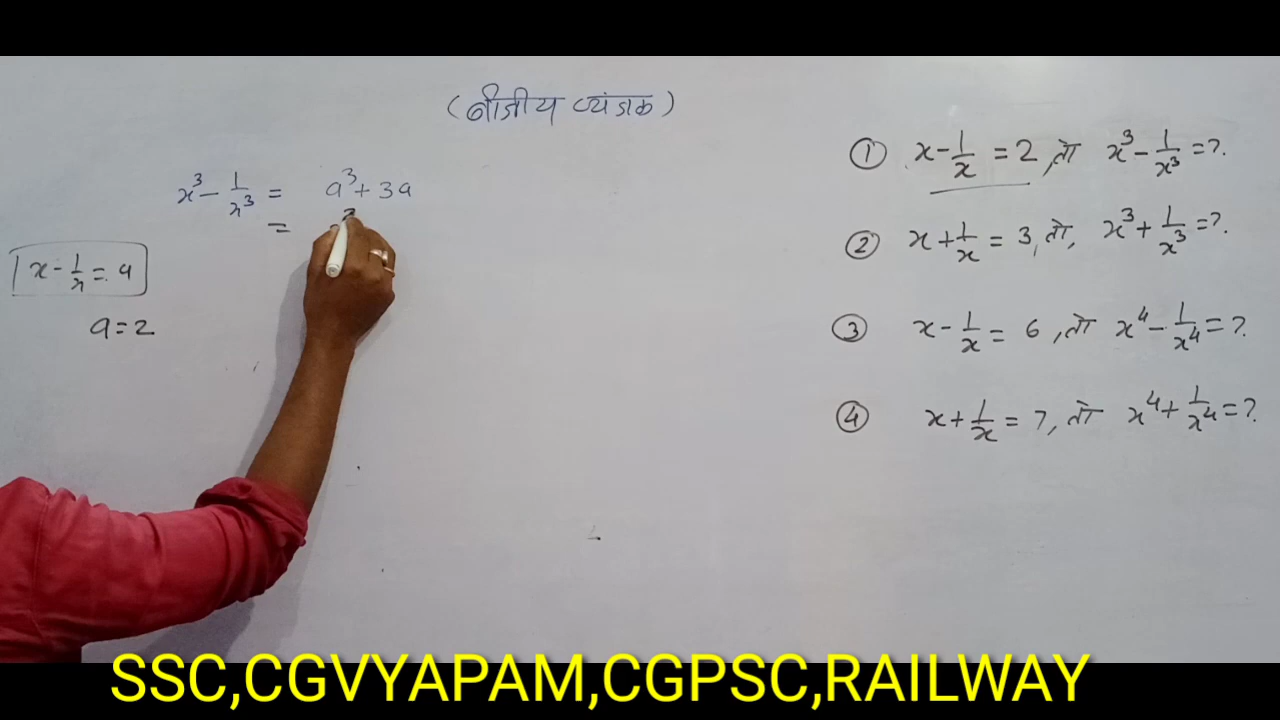 (बीजीय व्यंजक)
x³ - 1/x³ = a³ + 3a
=
x - 1/x = a
a = 2
① x - 1/x = 2, तो x³ - 1/x³ = ?
② x + 1/x = 3, तो, x³ + 1/x³ = ?
③ x - 1/x = 6, तो x⁴ - 1/x⁴ = ?
④ x + 1/x = 7, तो x⁴ + 1/x⁴ = ?
SSC,CGVYAPAM,CGPSC,RAILWAY